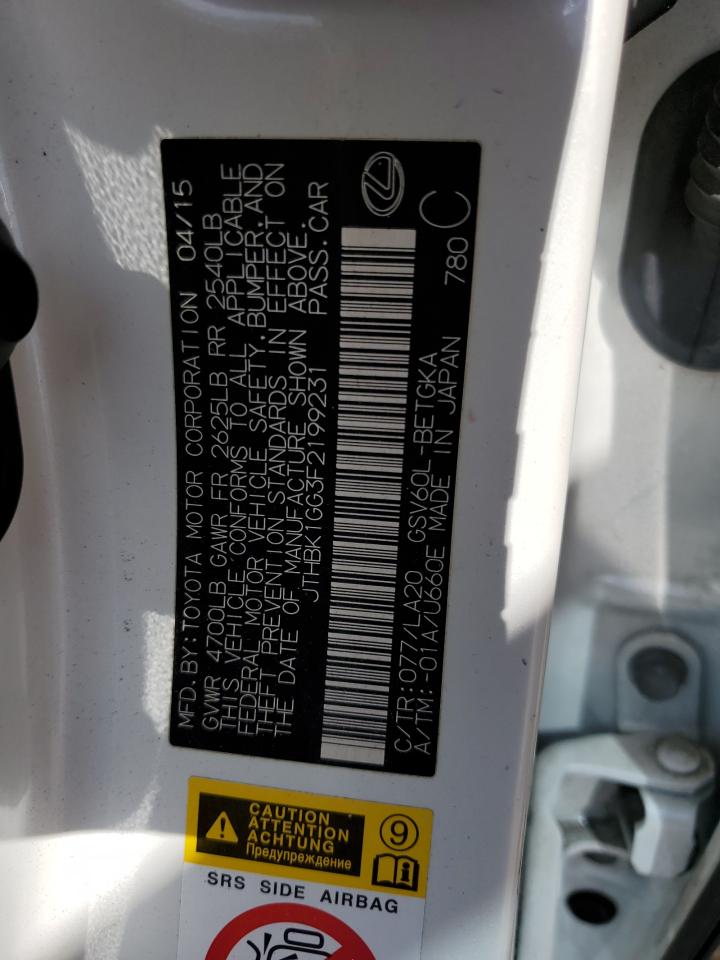 MFD. BY: TOYOTA MOTOR CORPORATION 04/15
GVWR 4700LB GAWR FR 2625LB RR 2540LB
THIS VEHICLE CONFORMS TO ALL APPLICABLE
FEDERAL MOTOR VEHICLE SAFETY, BUMPER, AND
THEFT PREVENTION STANDARDS IN EFFECT ON
THE DATE OF MANUFACTURE SHOWN ABOVE.
JTHBK1GG3F2199231 PASS. CAR
C/TR: 077/LA20 GSV60L-BETGKA 780
A/TM: -01A/U660E MADE IN JAPAN C
CAUTION
ATTENTION
ACHTUNG
Предупреждение
9
SRS SIDE AIRBAG